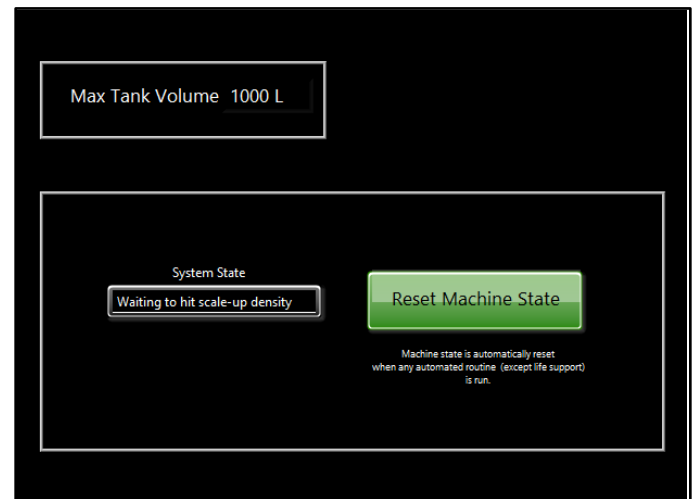 Max Tank Volume 1000 L
System State
Waiting to hit scale-up density
Reset Machine State
Machine state is automatically reset
when any automated routine (except life support)
is run.